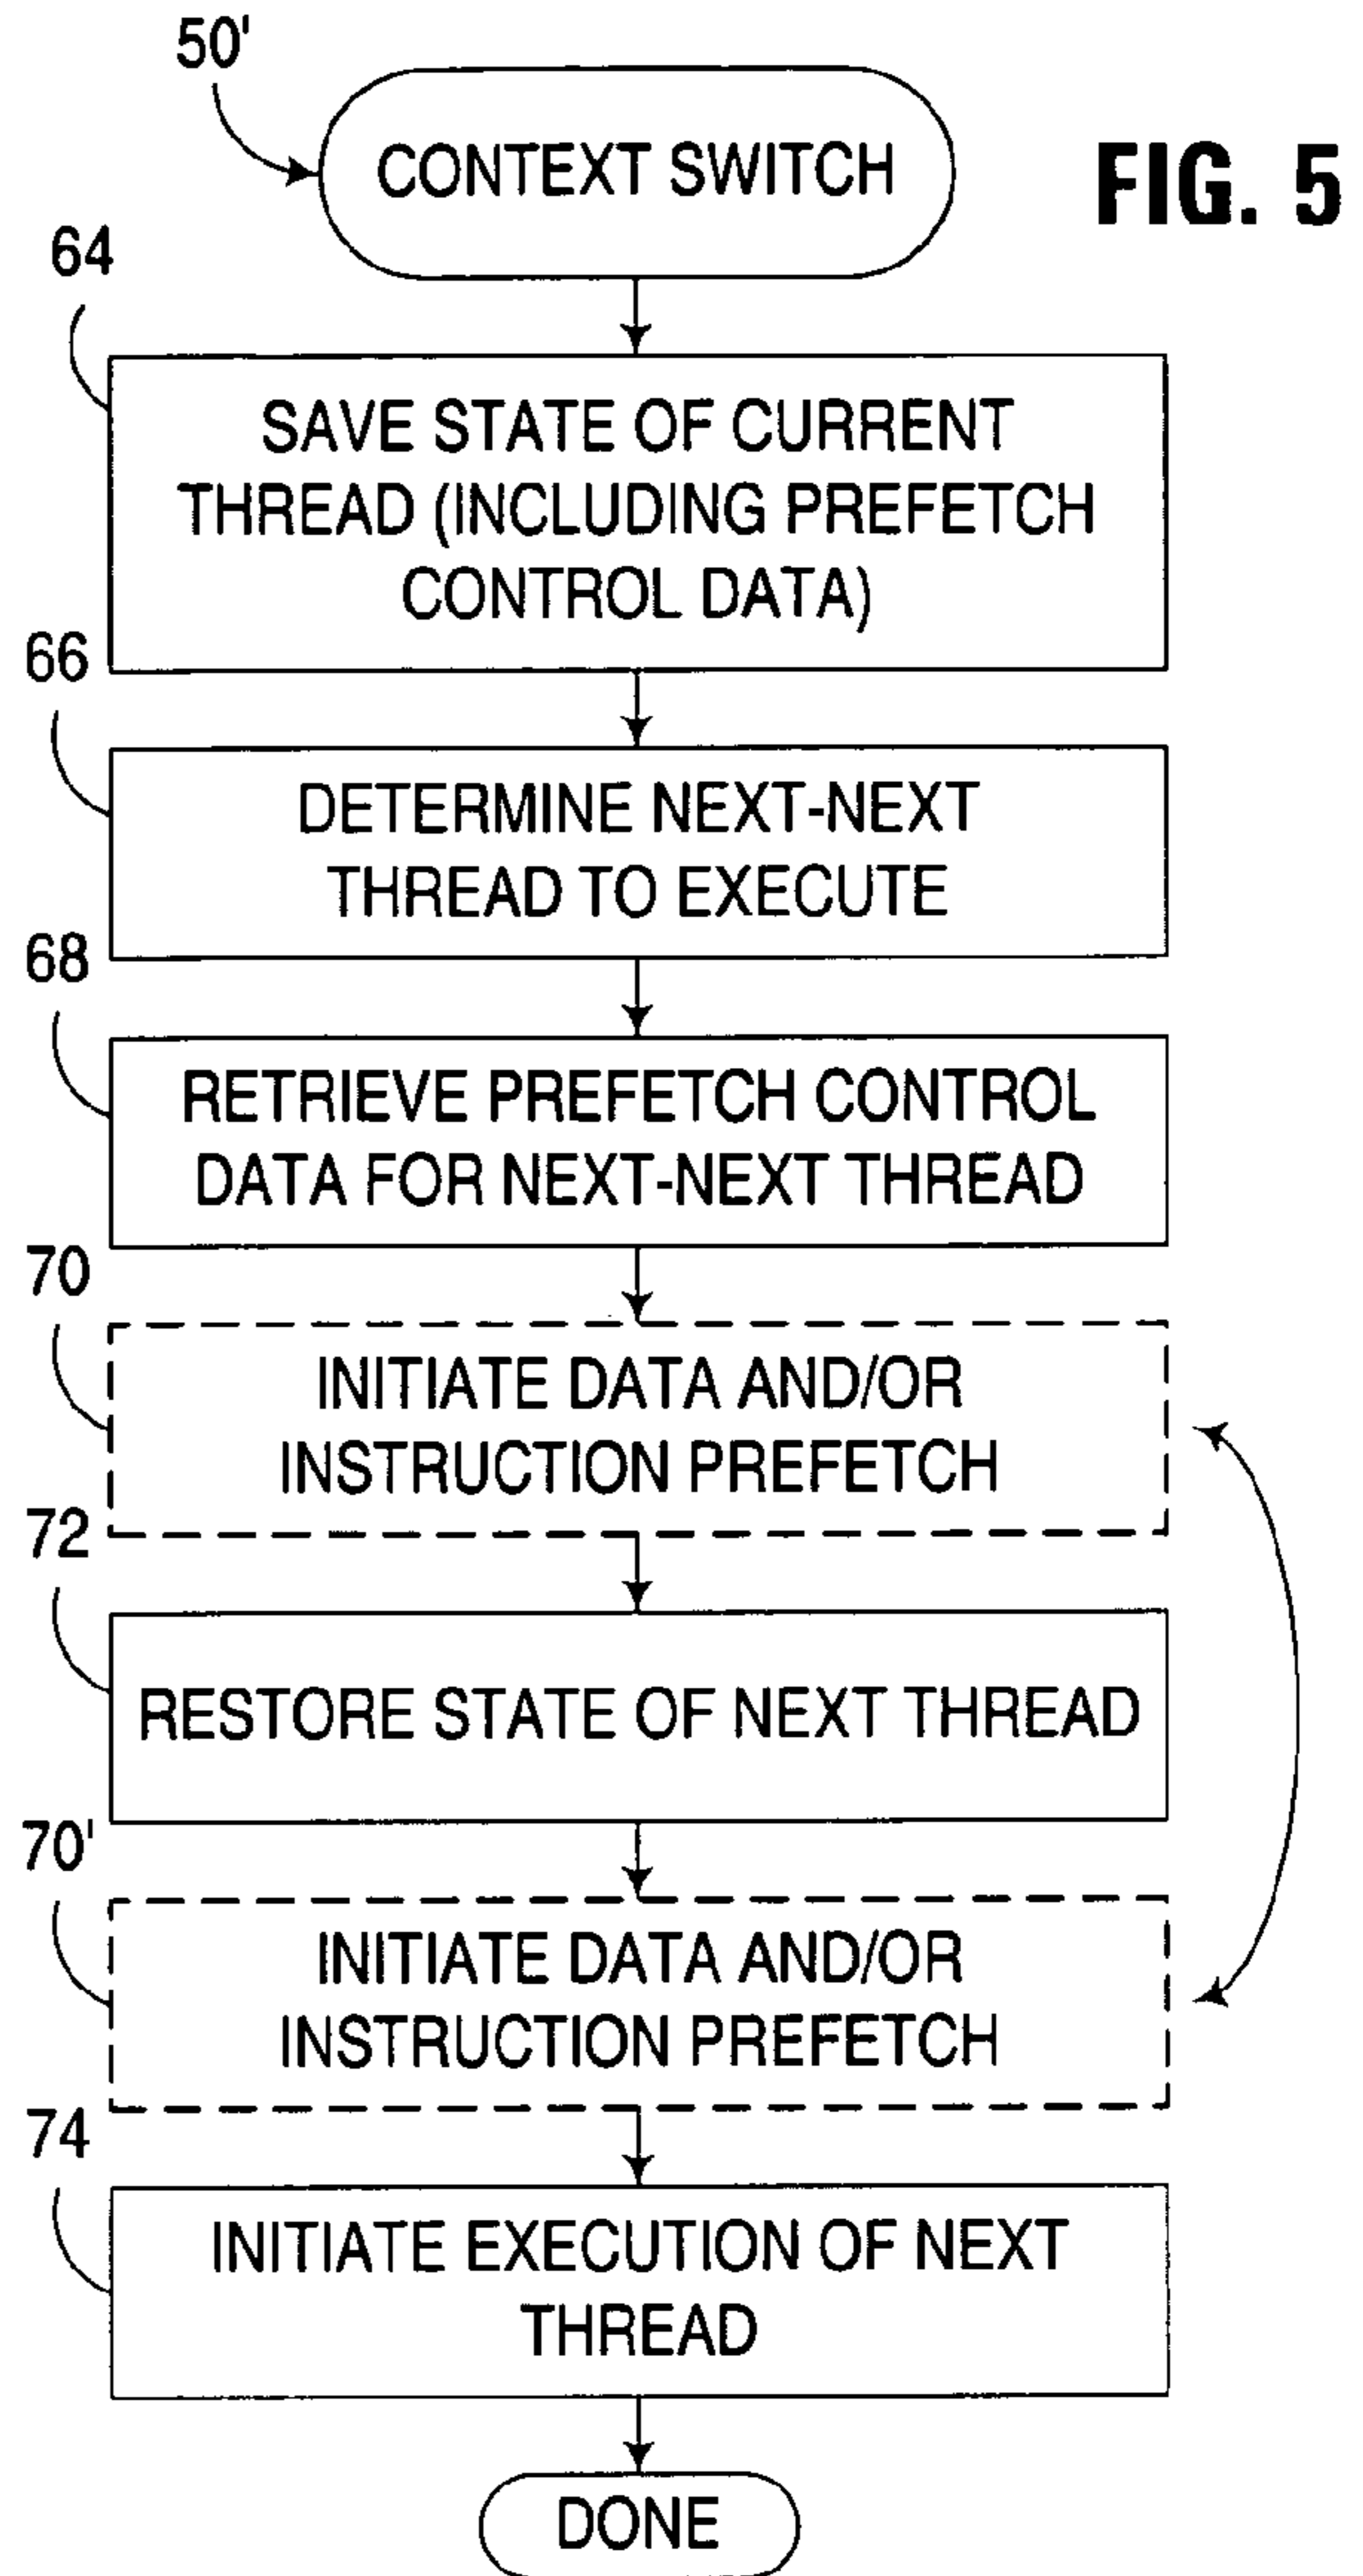 50'
CONTEXT SWITCH
FIG. 5
64
SAVE STATE OF CURRENT
THREAD (INCLUDING PREFETCH
CONTROL DATA)
66
DETERMINE NEXT-NEXT
THREAD TO EXECUTE
68
RETRIEVE PREFETCH CONTROL
DATA FOR NEXT-NEXT THREAD
70
INITIATE DATA AND/OR
INSTRUCTION PREFETCH
72
RESTORE STATE OF NEXT THREAD
70'
INITIATE DATA AND/OR
INSTRUCTION PREFETCH
74
INITIATE EXECUTION OF NEXT
THREAD
DONE